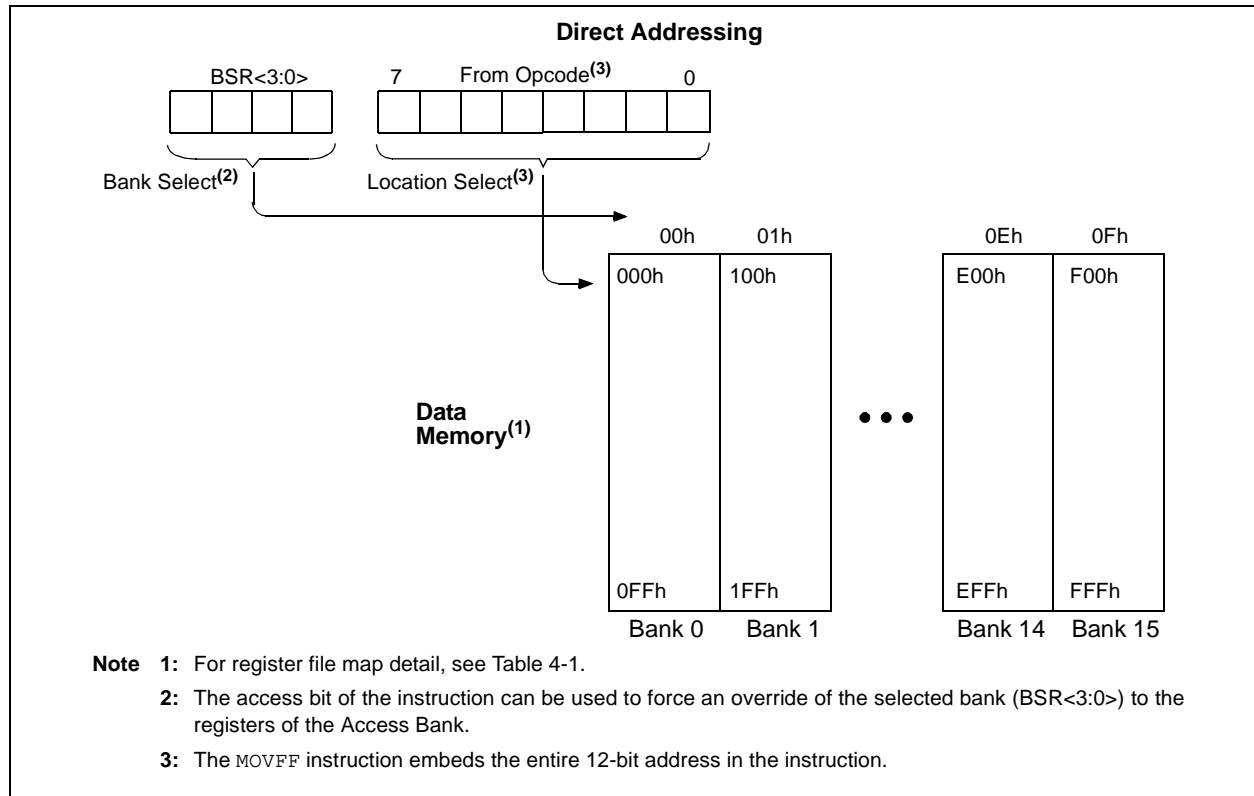 Direct Addressing
BSR<3:0>
7 From Opcode(3) 0
Bank Select(2)
Location Select(3)
00h 01h 0Eh 0Fh
000h 100h E00h F00h
Data
Memory(1)
0FFh 1FFh EFFh FFFh
Bank 0 Bank 1 Bank 14 Bank 15
Note 1: For register file map detail, see Table 4-1.
2: The access bit of the instruction can be used to force an override of the selected bank (BSR<3:0>) to the
registers of the Access Bank.
3: The MOVFF instruction embeds the entire 12-bit address in the instruction.